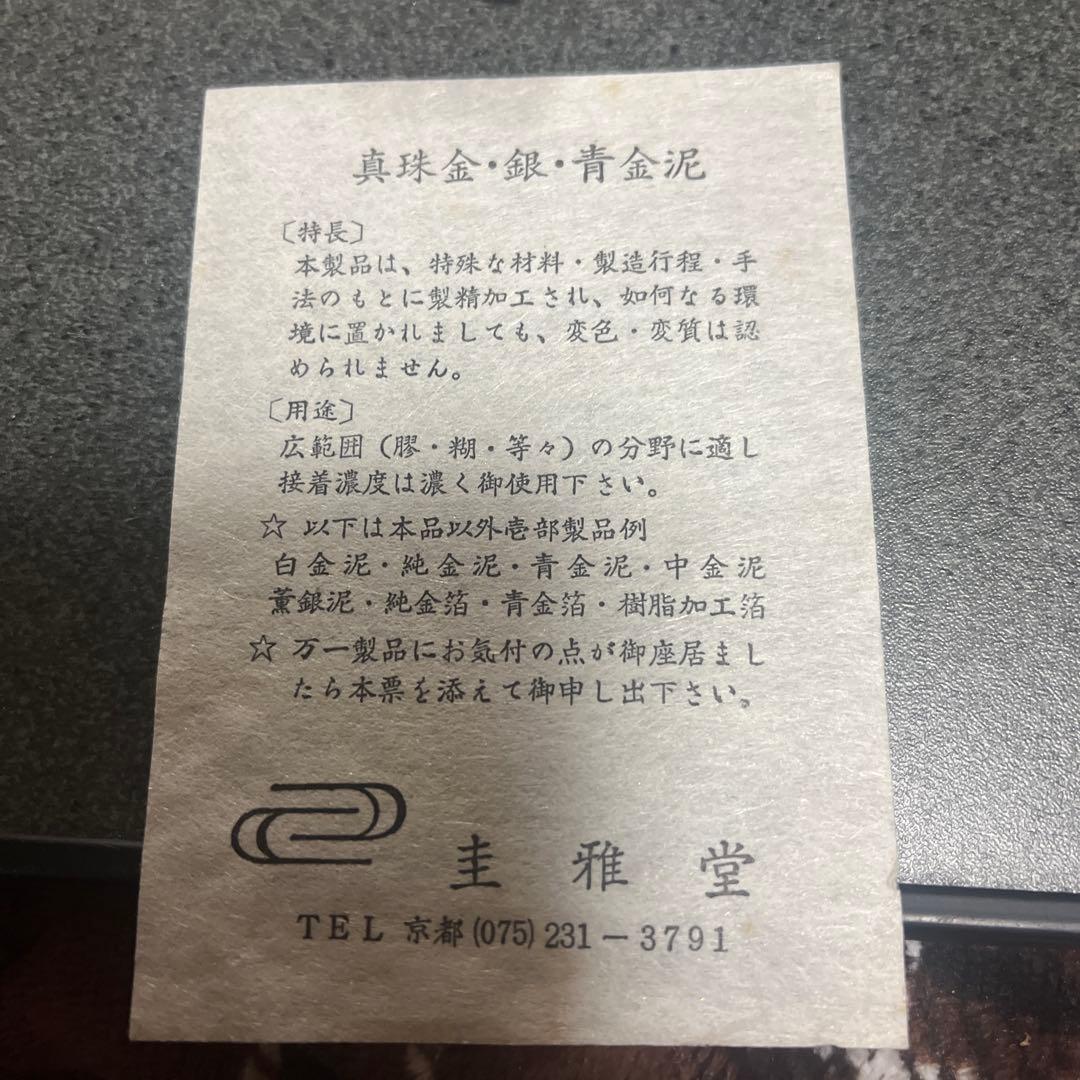 真珠金・銀・青金泥
〔特長〕
本製品は、特殊な材料・製造行程・手
法のもとに製精加工され、如何なる環
境に置かれましても、変色・変質は認
められません。
〔用途〕
広範囲（膠・糊・等々）の分野に適し
接着濃度は濃く御使用下さい。
☆ 以下は本品以外壱部製品例
白金泥・純金泥・青金泥・中金泥
薫銀泥・純金箔・青金箔・樹脂加工箔
☆ 万一製品にお気付の点が御座居まし
たら本票を添えて御申し出下さい。
圭雅堂
TEL 京都(075)231－3791